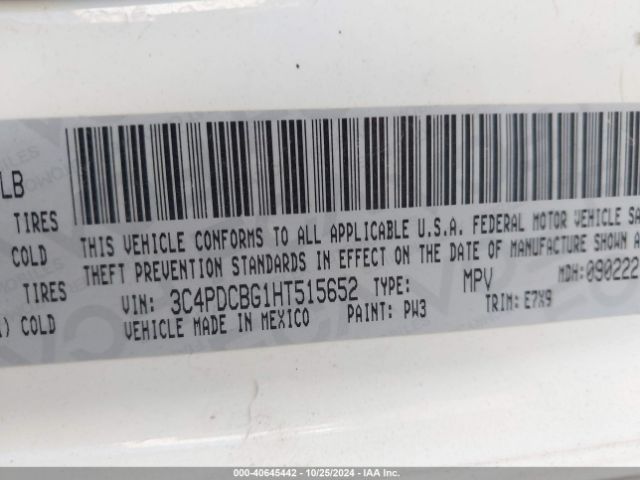 LB
TIRES
COLD
TIRES
) COLD
THIS VEHICLE CONFORMS TO ALL APPLICABLE U.S.A. FEDERAL MOTOR VEHICLE SA
THEFT PREVENTION STANDARDS IN EFFECT ON THE DATE OF MANUFACTURE SHOWN A
VIN: 3C4PDCBG1HT515652 TYPE: MPV MDH:090222
VEHICLE MADE IN MEXICO PAINT: PW3 TRIM:E7X9
000-40645442 - 10/25/2024 - IAA Inc.